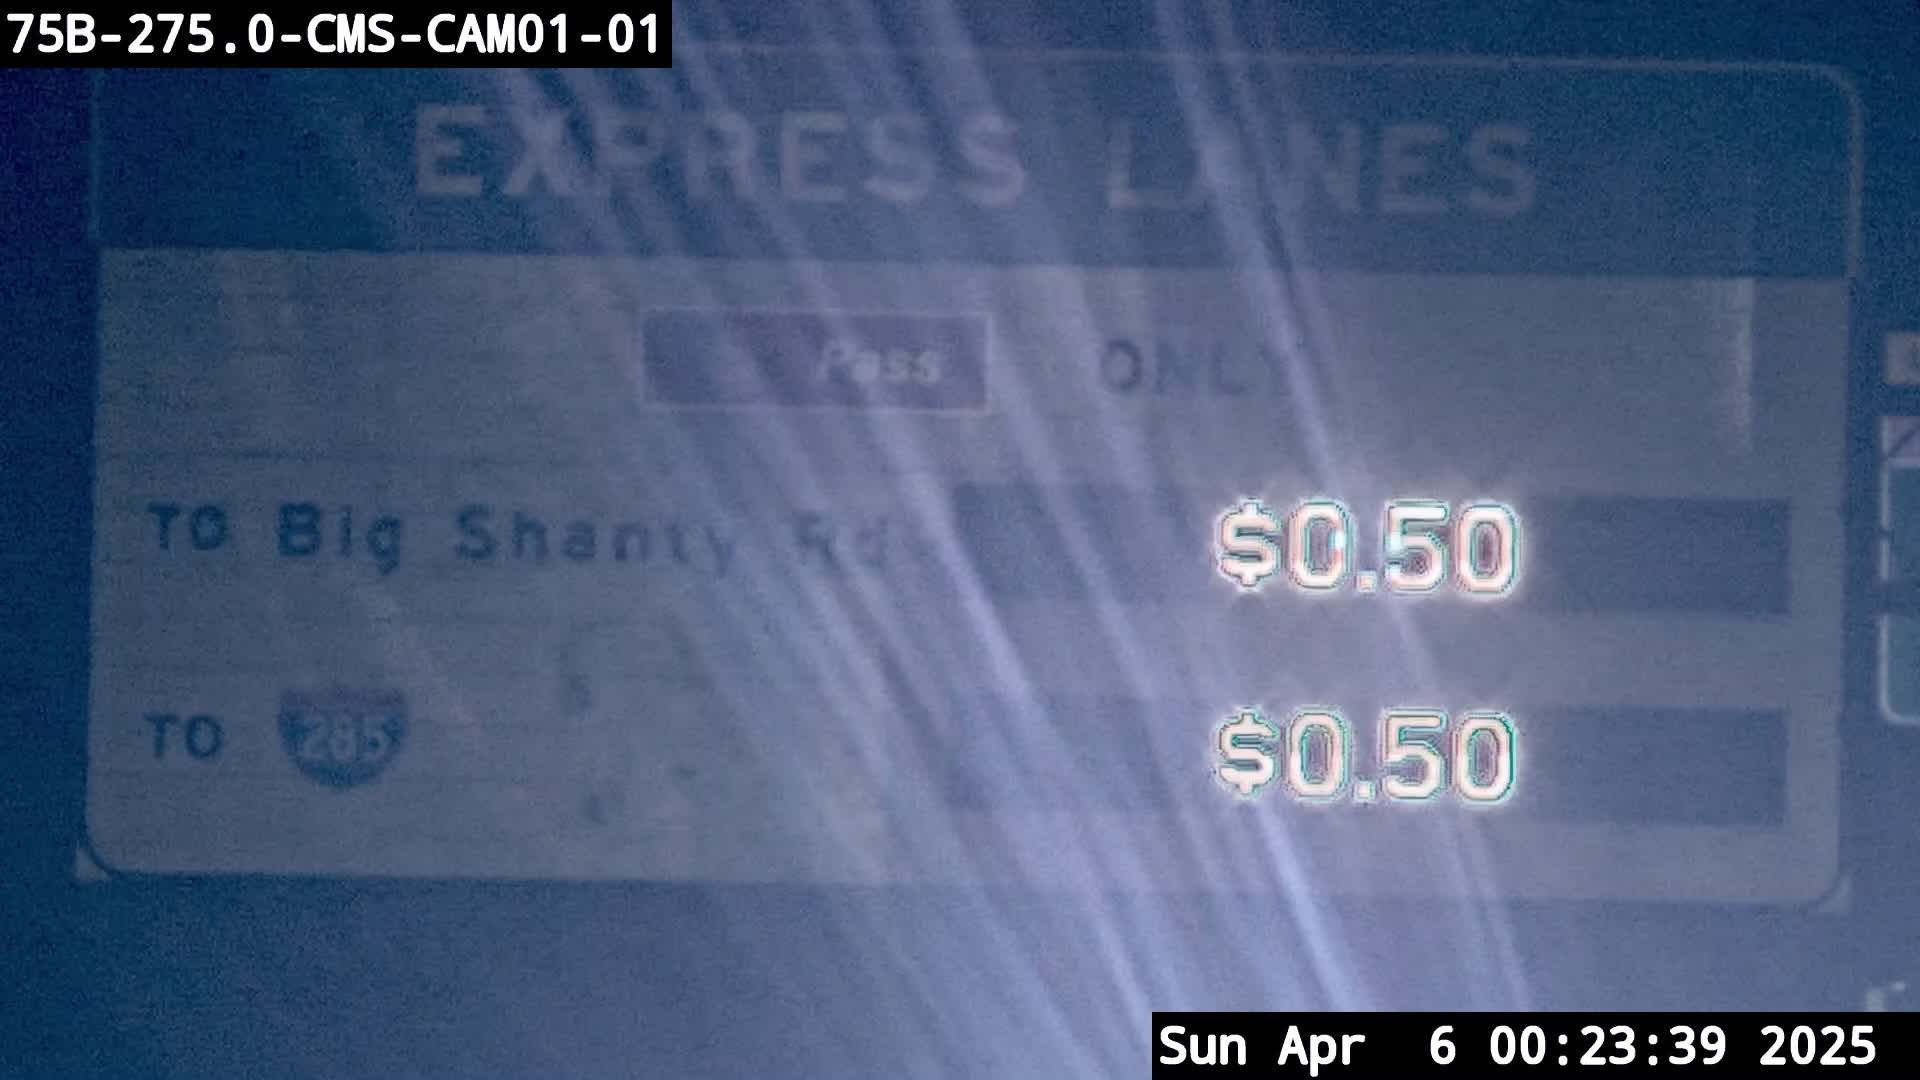 75B-275.0-CMS-CAM01-01
EXPRESS LANES
Pass ONLY
TO Big Shanty Rd $0.50
TO 285 $0.50
Sun Apr 6 00:23:39 2025